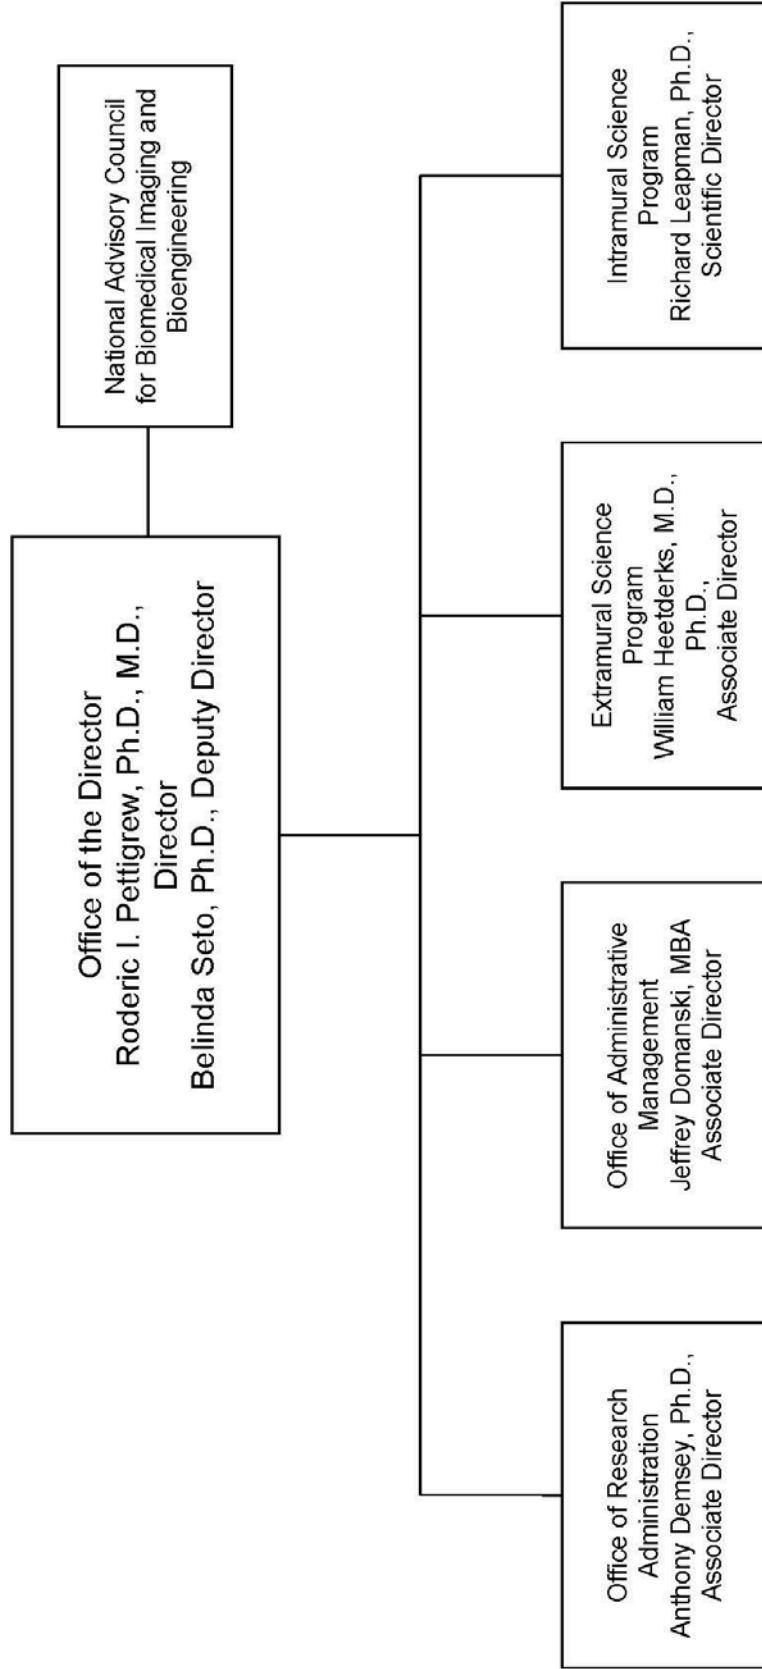 Office of the Director
Roderic I. Pettigrew, Ph.D., M.D.,
Director
Belinda Seto, Ph.D., Deputy Director
National Advisory Council
for Biomedical Imaging and
Bioengineering
Office of Research
Administration
Anthony Demsey, Ph.D.,
Associate Director
Office of Administrative
Management
Jeffrey Domanski, MBA
Associate Director
Extramural Science
Program
William Heetderks, M.D.,
Ph.D.,
Associate Director
Intramural Science
Program
Richard Leapman, Ph.D.,
Scientific Director